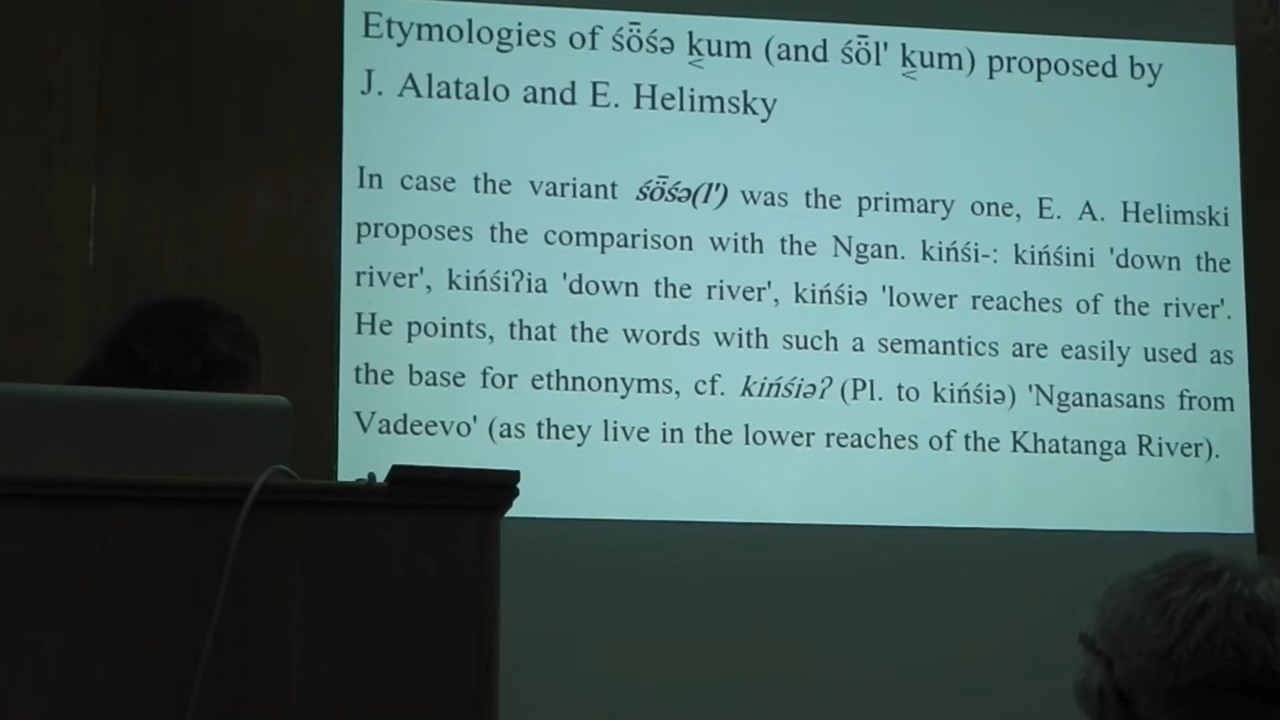 Etymologies of śȫśə k̬um (and śȫl' k̬um) proposed by
J. Alatalo and E. Helimsky
In case the variant śȫśə(l') was the primary one, E. A. Helimski
proposes the comparison with the Ngan. kińśi-: kińśini 'down the
river', kińśiʔia 'down the river', kińśiə 'lower reaches of the river'.
He points, that the words with such a semantics are easily used as
the base for ethnonyms, cf. kińśiəʔ (Pl. to kińśiə) 'Nganasans from
Vadeevo' (as they live in the lower reaches of the Khatanga River).